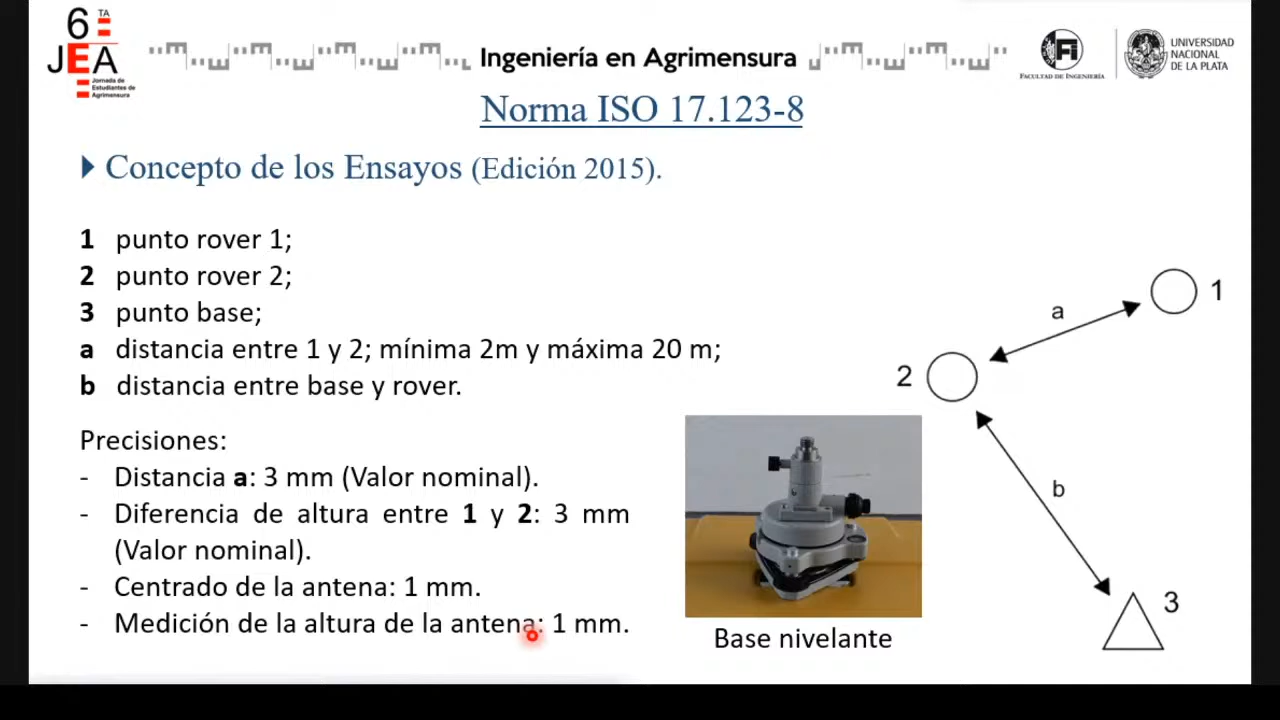 6 TA
JEA
Jornada de
Estudiantes de
Agrimensura
Ingeniería en Agrimensura
Fi
FACULTAD DE INGENIERÍA
UNIVERSIDAD
NACIONAL
DE LA PLATA
Norma ISO 17.123-8
Concepto de los Ensayos (Edición 2015).
1 punto rover 1;
2 punto rover 2;
3 punto base;
a distancia entre 1 y 2; mínima 2m y máxima 20 m;
b distancia entre base y rover.
Precisiones:
- Distancia a: 3 mm (Valor nominal).
- Diferencia de altura entre 1 y 2: 3 mm
(Valor nominal).
- Centrado de la antena: 1 mm.
- Medición de la altura de la antena: 1 mm.
Base nivelante
1
a
2
b
3